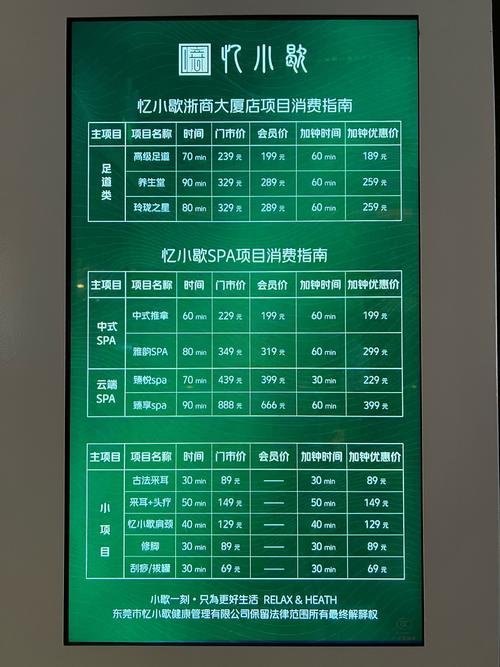 憶 忆小歇
忆小歇浙商大厦店项目消费指南
主项目 项目名称 时间 门市价 会员价 加钟时间 加钟优惠价
足道类 高级足道 70 min 239 元 199 元 60 min 189 元
养生堂 90 min 329 元 289 元 60 min 259 元
玲珑之星 80 min 329 元 289 元 60 min 259 元
忆小歇SPA项目消费指南
主项目 项目名称 时间 门市价 会员价 加钟时间 加钟优惠价
中式SPA 中式推拿 60 min 229 元 199 元 60 min 199 元
雅韵SPA 80 min 349 元 319 元 60 min 299 元
云端SPA 臻悦spa 70 min 439 元 399 元 30 min 229 元
臻享spa 90 min 888 元 666 元 60 min 399 元
主项目 项目名称 时间 门市价 会员价 加钟时间 加钟优惠价
小项目 古法采耳 30 min 89 元 —— 30 min 89 元
采耳+头疗 50 min 149 元 —— 50 min 149 元
忆小歇肩颈 40 min 129 元 —— 40 min 129 元
修脚 30 min 89 元 —— 30 min 89 元
刮痧/拔罐 30 min 69 元 —— 30 min 69 元
小歇一刻·只為更好生活 RELAX & HEATH
东莞市忆小歇健康管理有限公司保留法律范围所有最终解释权